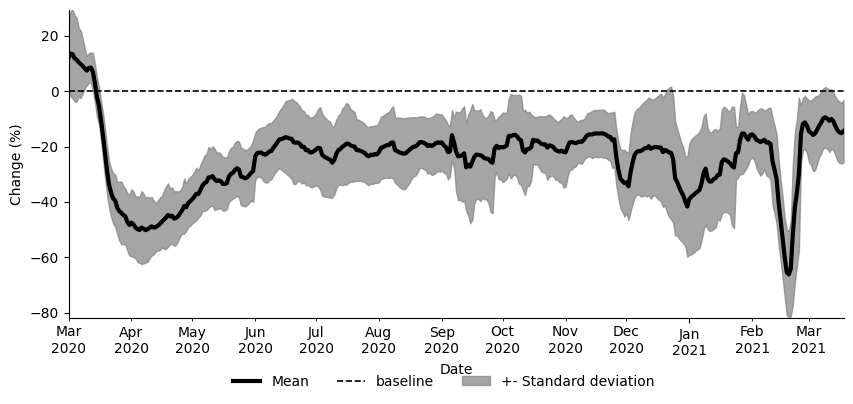 Change (%)
20
0
−20
−40
−60
−80
Mar Apr May Jun Jul Aug Sep Oct Nov Dec Jan Feb Mar
2020 2020 2020 2020 2020 2020 2020 2020 2020 2020 2021 2021 2021
Date
Mean baseline +- Standard deviation